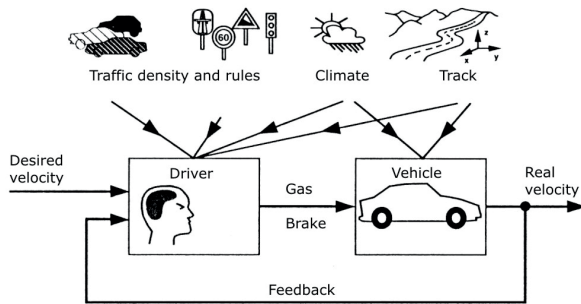 60
z
x
y
Traffic density and rules
Climate
Track
Desired
velocity
Driver
Gas
Brake
Vehicle
Real
velocity
Feedback